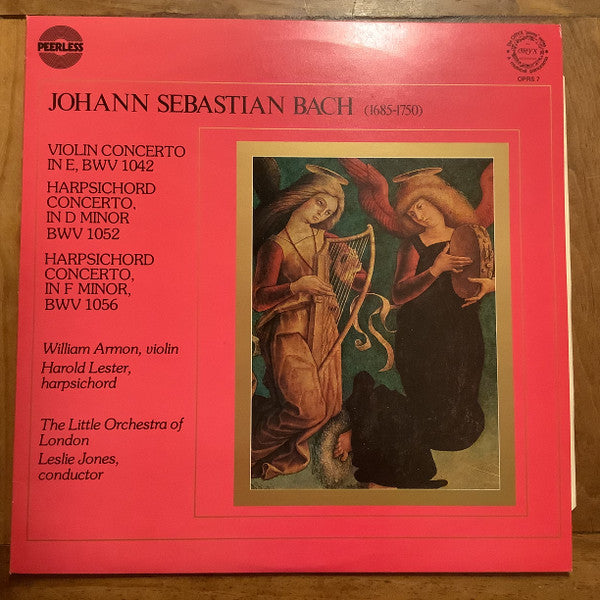 PEERLESS
ORYX
OPRS 7
JOHANN SEBASTIAN BACH (1685-1750)
VIOLIN CONCERTO
IN E, BWV 1042
HARPSICHORD
CONCERTO,
IN D MINOR
BWV 1052
HARPSICHORD
CONCERTO,
IN F MINOR,
BWV 1056
William Armon, violin
Harold Lester,
harpsichord
The Little Orchestra of
London
Leslie Jones,
conductor